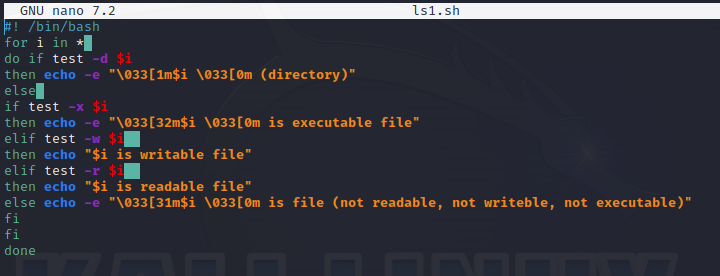 GNU nano 7.2 ls1.sh
#! /bin/bash
for i in *
do if test -d $i
then echo -e "\033[1m$i \033[0m (directory)"
else
if test -x $i
then echo -e "\033[32m$i \033[0m is executable file"
elif test -w $i
then echo "$i is writable file"
elif test -r $i
then echo "$i is readable file"
else echo -e "\033[31m$i \033[0m is file (not readable, not writeble, not executable)"
fi
fi
done